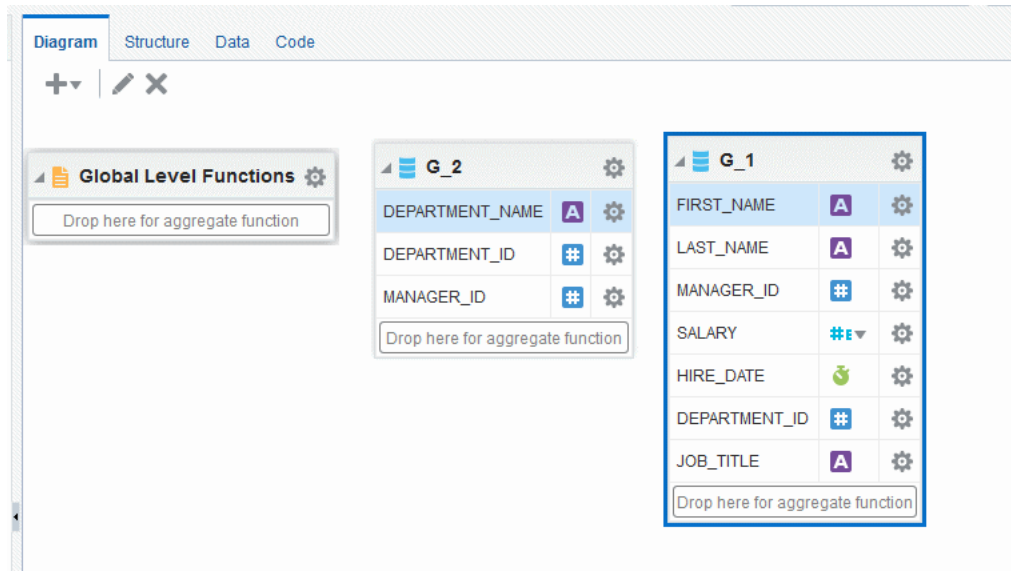 Diagram Structure Data Code
Global Level Functions
Drop here for aggregate function
G_2
DEPARTMENT_NAME A
DEPARTMENT_ID #
MANAGER_ID #
Drop here for aggregate function
G_1
FIRST_NAME A
LAST_NAME A
MANAGER_ID #
SALARY #E
HIRE_DATE
DEPARTMENT_ID #
JOB_TITLE A
Drop here for aggregate function